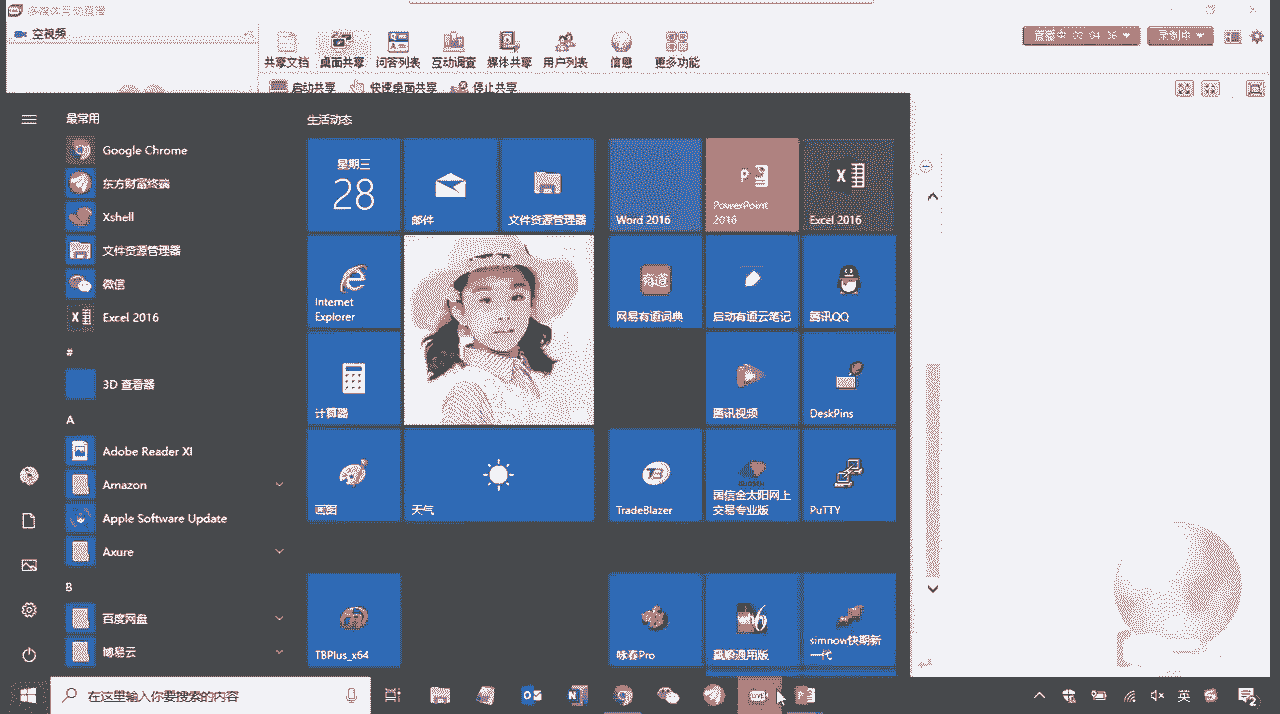 多媒体互动直播
空视频
共享文档 桌面共享 问答列表 互动调查 媒体共享 用户列表 信息 更多功能
直播中 02:04:36 录制中
启动共享 快速桌面共享 停止共享
最常用
Google Chrome
东方财富终端
Xshell
文件资源管理器
微信
Excel 2016
#
3D 查看器
A
Adobe Reader XI
Amazon
Apple Software Update
Axure
B
百度网盘
博易云
生活动态
星期三
28
邮件
文件资源管理器
Word 2016
PowerPoint
2016
Excel 2016
Internet
Explorer
有道
网易有道词典
启动有道云笔记
腾讯QQ
计算器
腾讯视频
DeskPins
画图
天气
TradeBlazer
国信金太阳网上
交易专业版
PuTTY
TBPlus_x64
咏春Pro
赢顺通用版
simnow快期新
一代
在这里输入你要搜索的内容
英
2